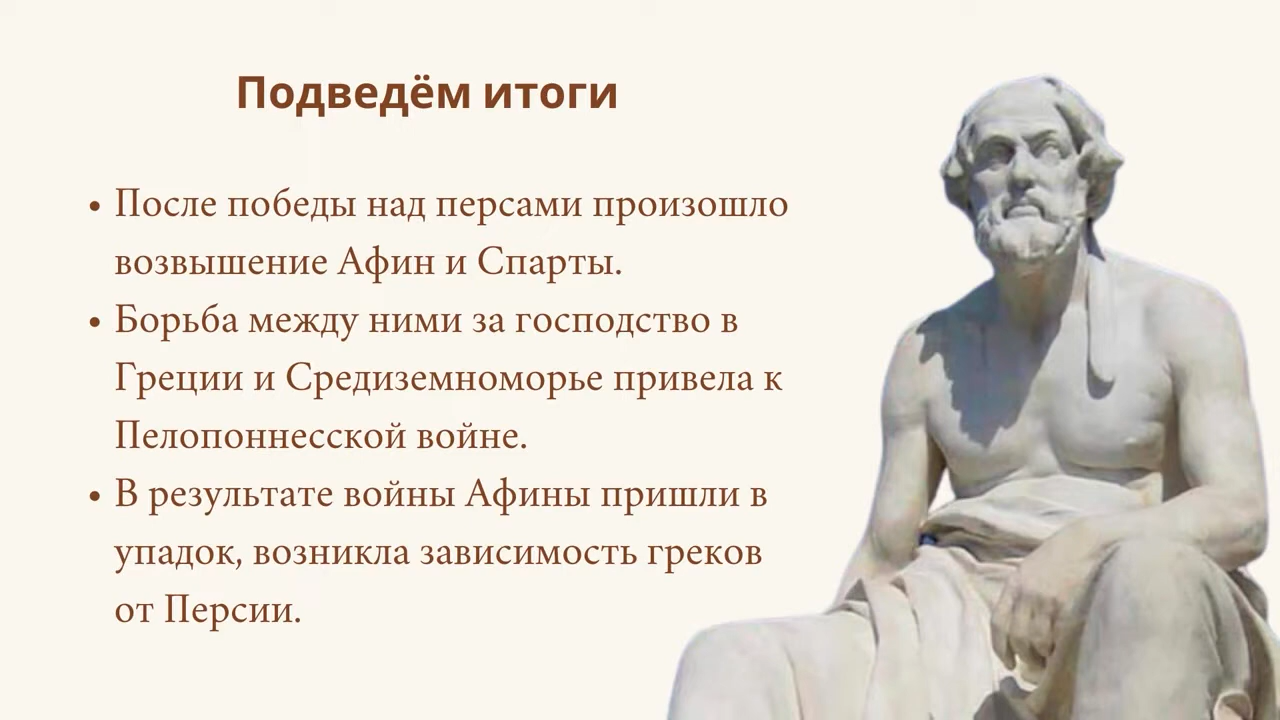 Подведём итоги
• После победы над персами произошло
возвышение Афин и Спарты.
• Борьба между ними за господство в
Греции и Средиземноморье привела к
Пелопоннесской войне.
• В результате войны Афины пришли в
упадок, возникла зависимость греков
от Персии.